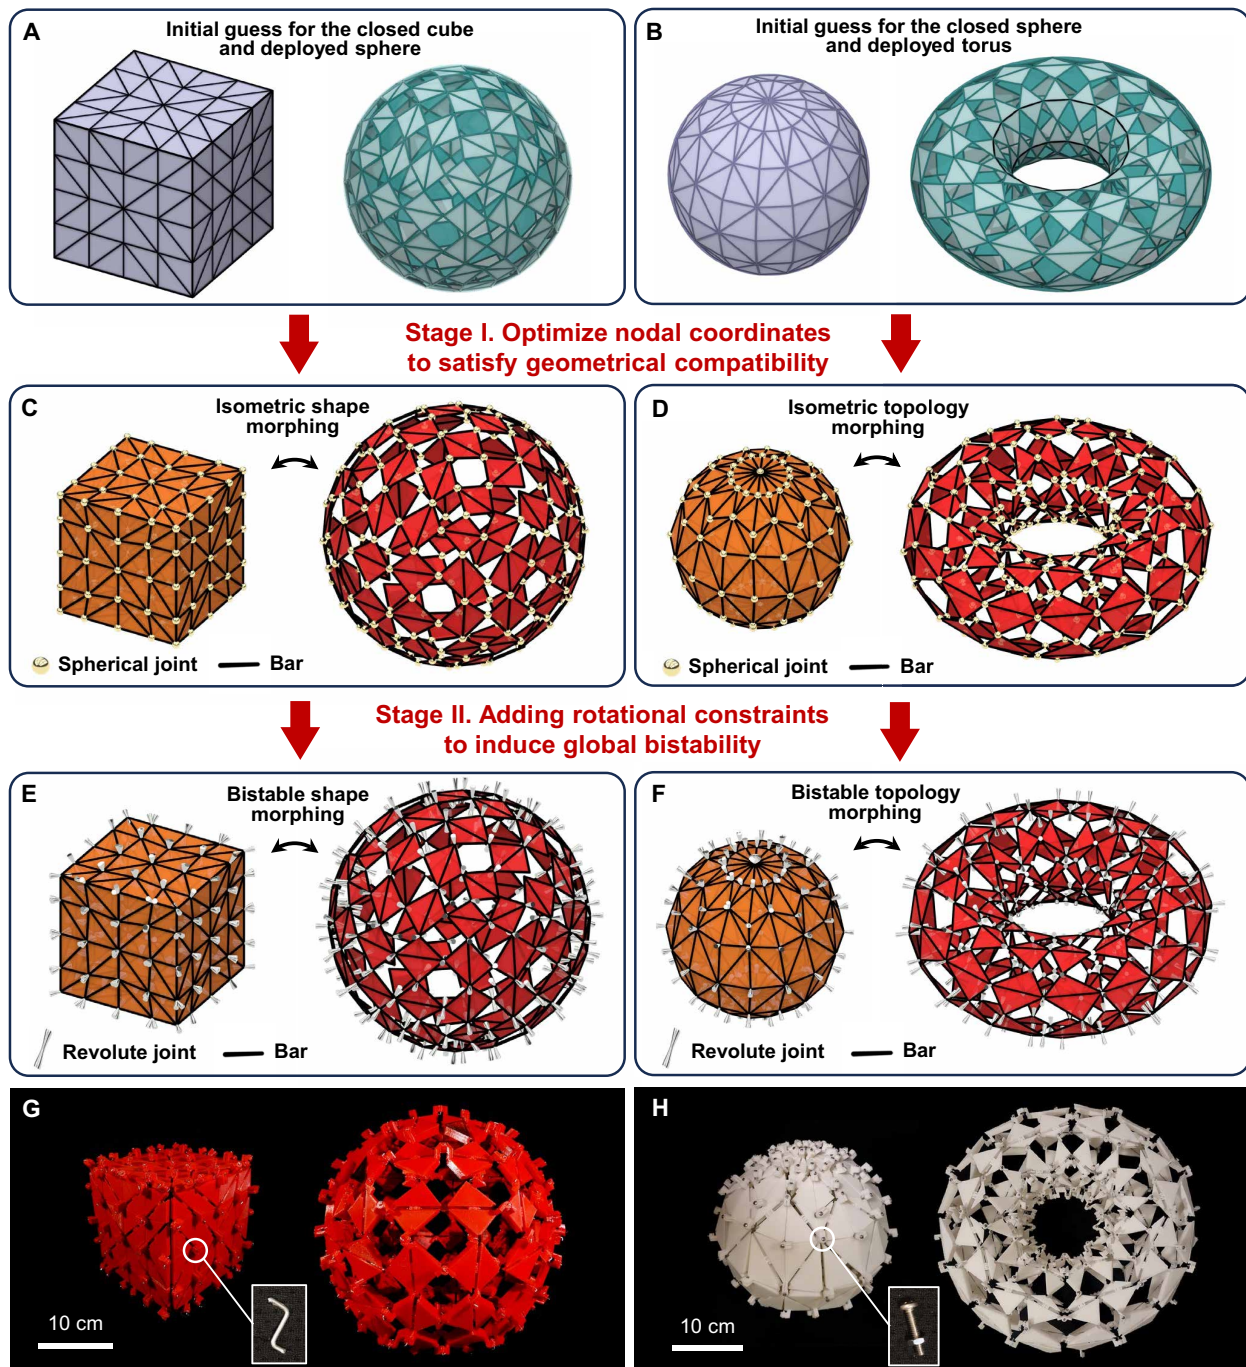 A
Initial guess for the closed cube
and deployed sphere
B
Initial guess for the closed sphere
and deployed torus
Stage I. Optimize nodal coordinates
to satisfy geometrical compatibility
C
Isometric shape
morphing
Spherical joint
Bar
D
Isometric topology
morphing
Spherical joint
Bar
Stage II. Adding rotational constraints
to induce global bistability
E
Bistable shape
morphing
Revolute joint
Bar
F
Bistable topology
morphing
Revolute joint
Bar
G
10 cm
H
10 cm